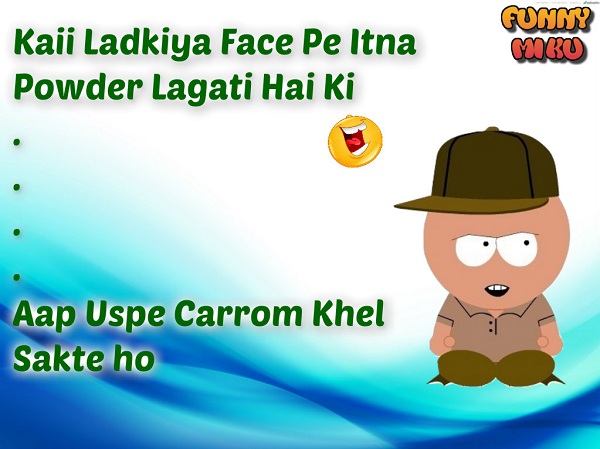 FUNNY
MIKU
Kaii Ladkiya Face Pe Itna
Powder Lagati Hai Ki
.
.
.
.
Aap Uspe Carrom Khel
Sakte ho